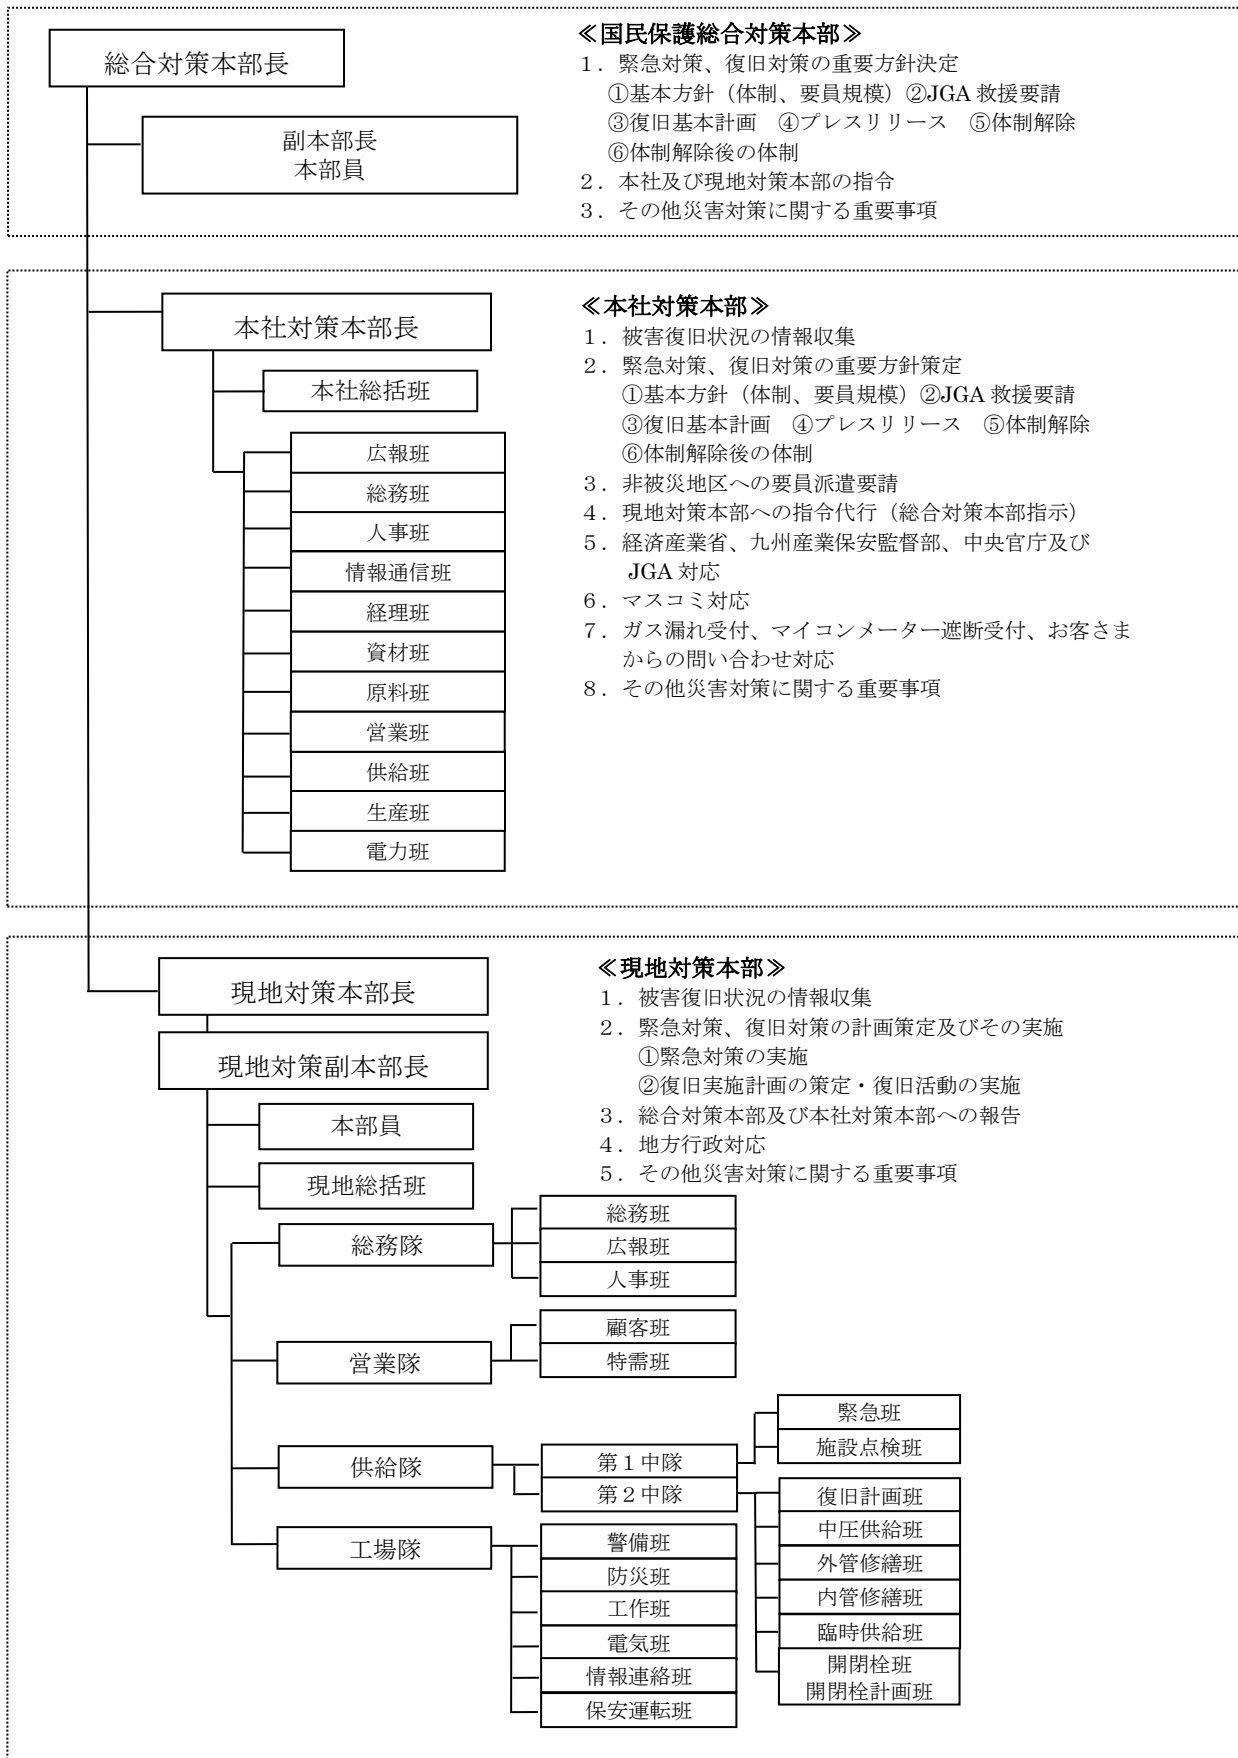 総合対策本部長
副本部長
本部員
≪国民保護総合対策本部≫
１．緊急対策、復旧対策の重要方針決定
①基本方針（体制、要員規模）②JGA 救援要請
③復旧基本計画　④プレスリリース　⑤体制解除
⑥体制解除後の体制
２．本社及び現地対策本部の指令
３．その他災害対策に関する重要事項
本社対策本部長
本社総括班
広報班
総務班
人事班
情報通信班
経理班
資材班
原料班
営業班
供給班
生産班
電力班
≪本社対策本部≫
１．被害復旧状況の情報収集
２．緊急対策、復旧対策の重要方針策定
①基本方針（体制、要員規模）②JGA 救援要請
③復旧基本計画　④プレスリリース　⑤体制解除
⑥体制解除後の体制
３．非被災地区への要員派遣要請
４．現地対策本部への指令代行（総合対策本部指示）
５．経済産業省、九州産業保安監督部、中央官庁及び
JGA 対応
６．マスコミ対応
７．ガス漏れ受付、マイコンメーター遮断受付、お客さま
からの問い合わせ対応
８．その他災害対策に関する重要事項
現地対策本部長
現地対策副本部長
本部員
現地総括班
≪現地対策本部≫
１．被害復旧状況の情報収集
２．緊急対策、復旧対策の計画策定及びその実施
①緊急対策の実施
②復旧実施計画の策定・復旧活動の実施
３．総合対策本部及び本社対策本部への報告
４．地方行政対応
５．その他災害対策に関する重要事項
総務隊
総務班
広報班
人事班
営業隊
顧客班
特需班
供給隊
第１中隊
第２中隊
緊急班
施設点検班
復旧計画班
中圧供給班
外管修繕班
内管修繕班
臨時供給班
開閉栓班
開閉栓計画班
工場隊
警備班
防災班
工作班
電気班
情報連絡班
保安運転班